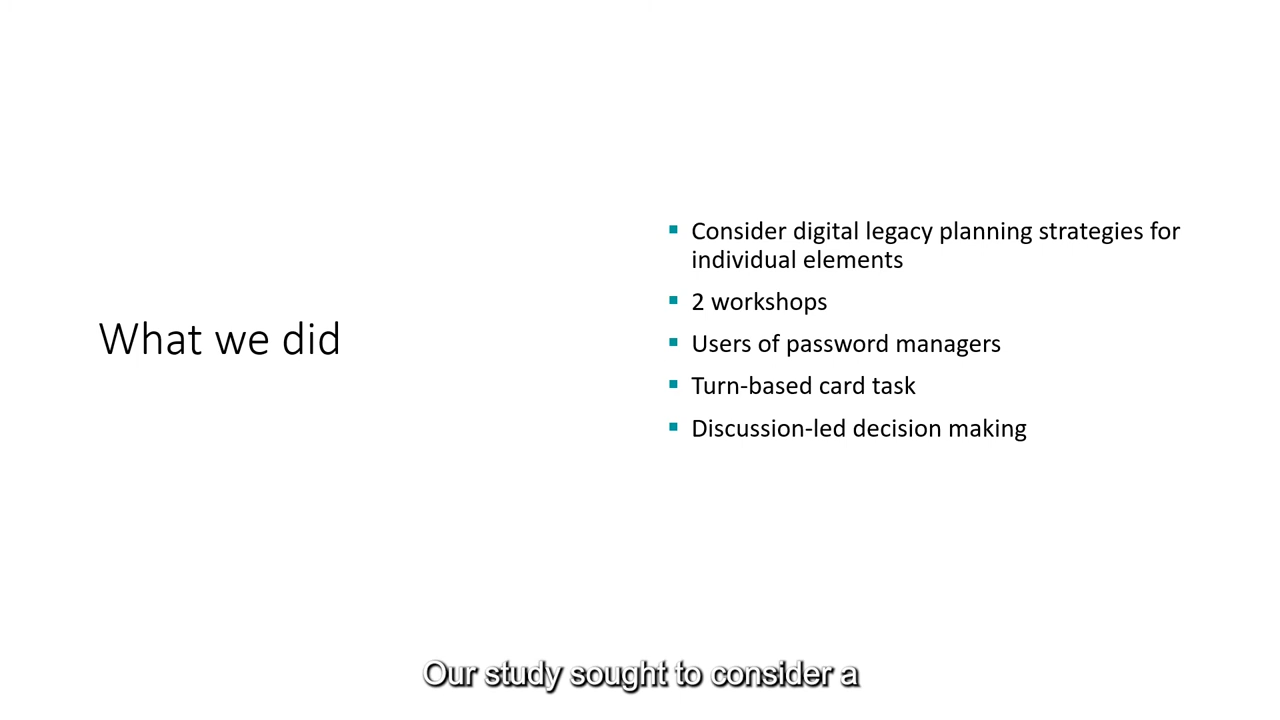 What we did
Consider digital legacy planning strategies for
individual elements
2 workshops
Users of password managers
Turn-based card task
Discussion-led decision making
Our study sought to consider a